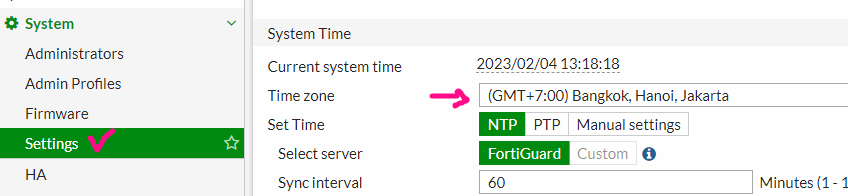 System
Administrators
Admin Profiles
Firmware
Settings
HA
System Time
Current system time 2023/02/04 13:18:18
Time zone (GMT+7:00) Bangkok, Hanoi, Jakarta
Set Time NTP PTP Manual settings
Select server FortiGuard Custom
Sync interval 60 Minutes (1 - 1